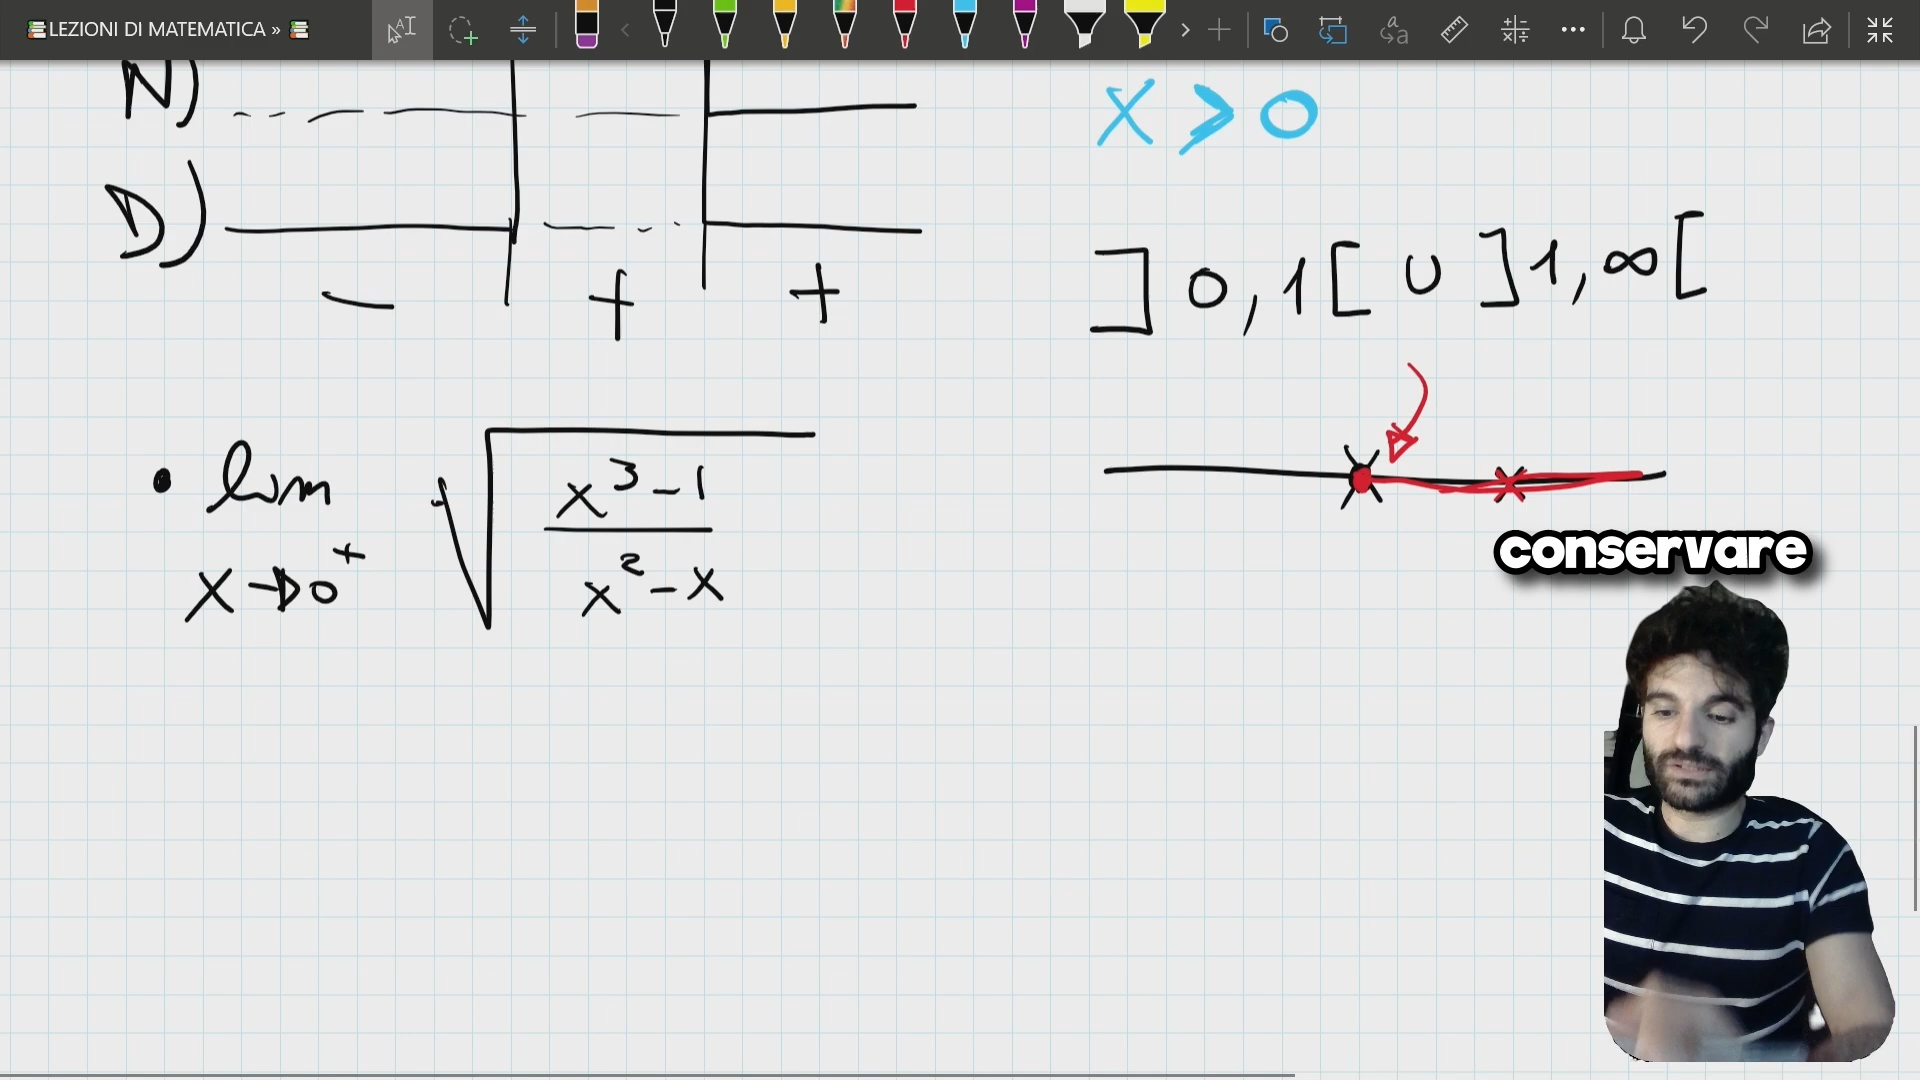 LEZIONI DI MATEMATICA »
N)
x > 0
D)
] 0, 1 [ ∪ ] 1, ∞ [
− + +
• lim √ x³ − 1
x → 0⁺ x² − x
conservare